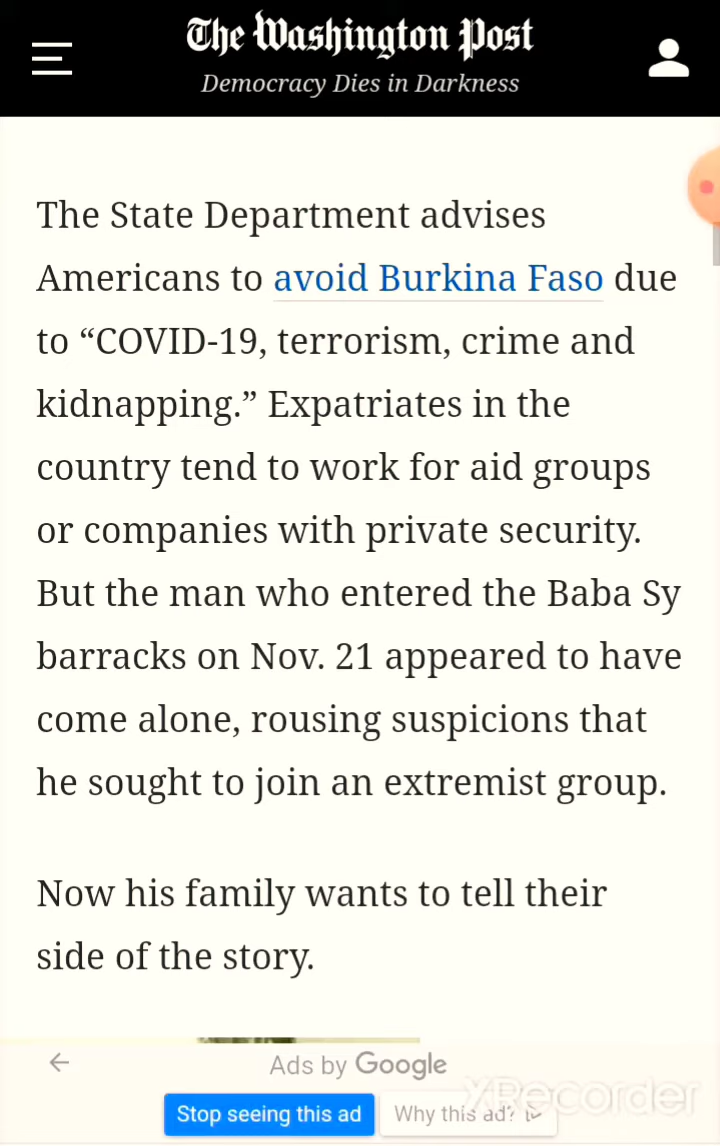 The Washington Post
Democracy Dies in Darkness
The State Department advises
Americans to avoid Burkina Faso due
to “COVID-19, terrorism, crime and
kidnapping.” Expatriates in the
country tend to work for aid groups
or companies with private security.
But the man who entered the Baba Sy
barracks on Nov. 21 appeared to have
come alone, rousing suspicions that
he sought to join an extremist group.
Now his family wants to tell their
side of the story.
Ads by Google
Stop seeing this ad
Why this ad?
XRecorder